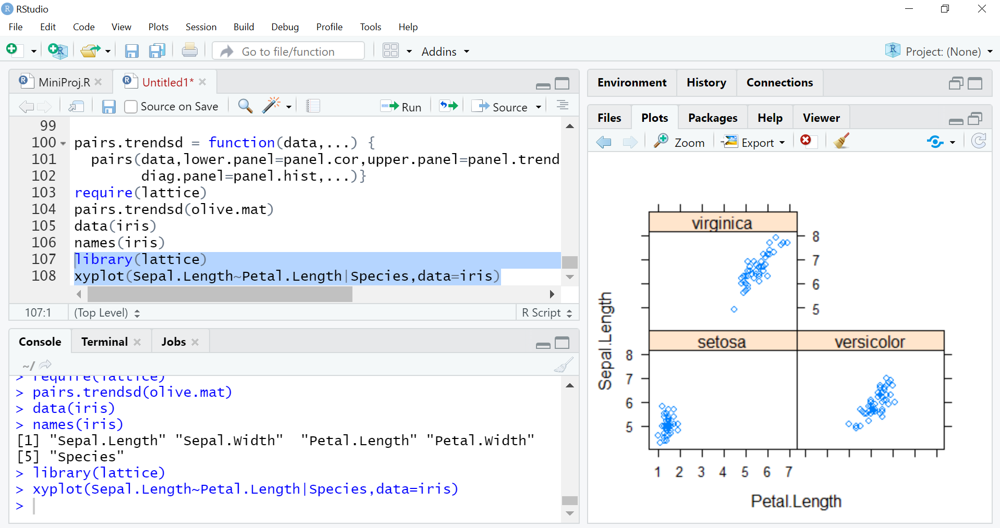 RStudio
File Edit Code View Plots Session Build Debug Profile Tools Help
Go to file/function Addins Project: (None)
MiniProj.R Untitled1*
Source on Save Run Source
99
100 pairs.trendsd = function(data,...) {
101 pairs(data,lower.panel=panel.cor,upper.panel=panel.trend
102 diag.panel=panel.hist,...)}
103 require(lattice)
104 pairs.trendsd(olive.mat)
105 data(iris)
106 names(iris)
107 library(lattice)
108 xyplot(Sepal.Length~Petal.Length|Species,data=iris)
107:1 (Top Level) R Script
Console Terminal Jobs
~/
> require(lattice)
> pairs.trendsd(olive.mat)
> data(iris)
> names(iris)
[1] "Sepal.Length" "Sepal.Width" "Petal.Length" "Petal.Width"
[5] "Species"
> library(lattice)
> xyplot(Sepal.Length~Petal.Length|Species,data=iris)
>
Environment History Connections
Files Plots Packages Help Viewer
Zoom Export
virginica
8
7
6
5
setosa versicolor
8
7
6
5
1 2 3 4 5 6 7
Sepal.Length
Petal.Length